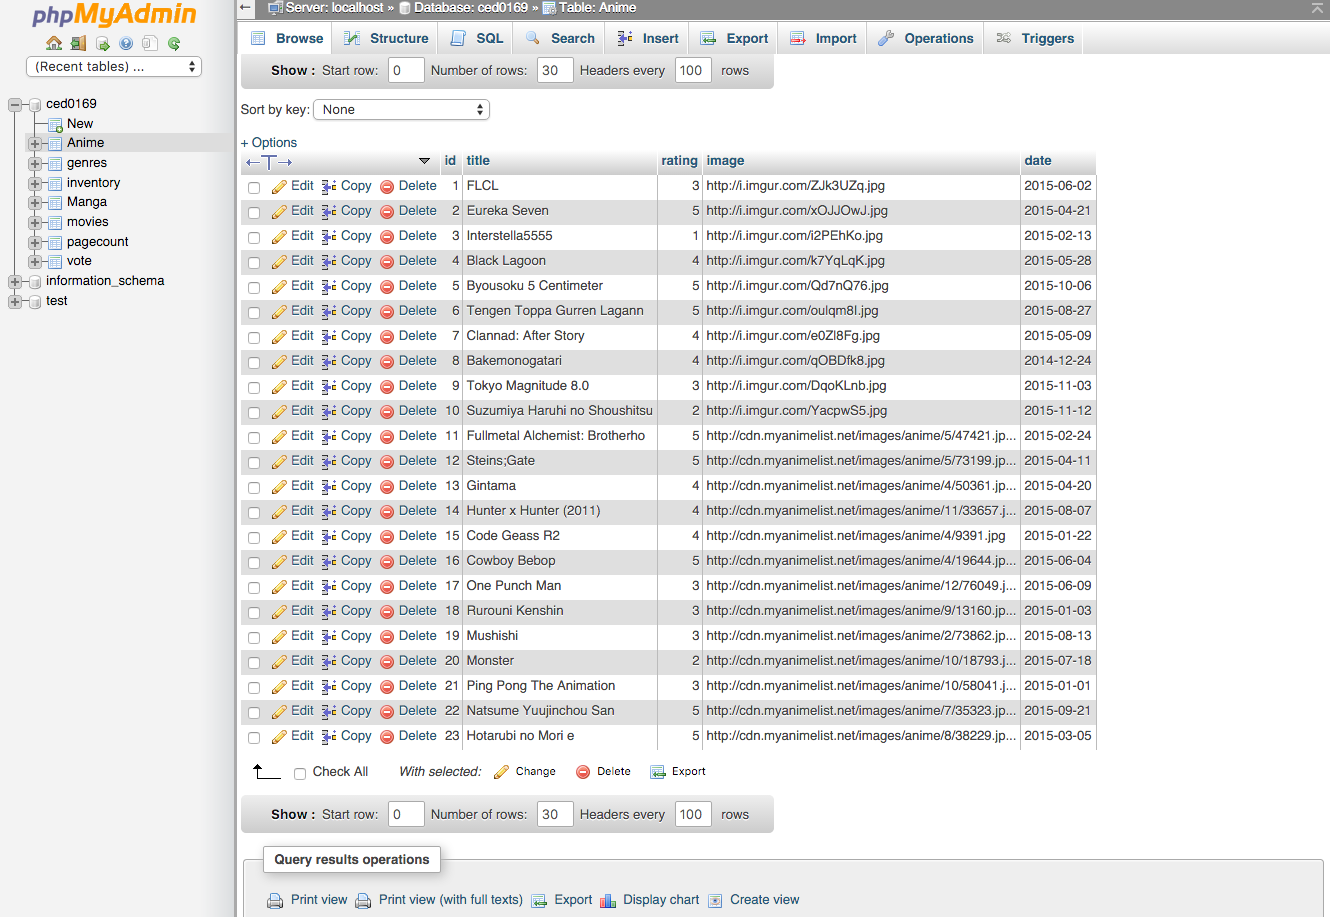 phpMyAdmin
(Recent tables) ...
ced0169
New
Anime
genres
inventory
Manga
movies
pagecount
vote
information_schema
test
Server: localhost » Database: ced0169 » Table: Anime
Browse Structure SQL Search Insert Export Import Operations Triggers
Show : Start row: 0 Number of rows: 30 Headers every 100 rows
Sort by key: None
+ Options
id title rating image date
Edit Copy Delete 1 FLCL 3 http://i.imgur.com/ZJk3UZq.jpg 2015-06-02
Edit Copy Delete 2 Eureka Seven 5 http://i.imgur.com/xOJJOwJ.jpg 2015-04-21
Edit Copy Delete 3 Interstella5555 1 http://i.imgur.com/i2PEhKo.jpg 2015-02-13
Edit Copy Delete 4 Black Lagoon 4 http://i.imgur.com/k7YqLqK.jpg 2015-05-28
Edit Copy Delete 5 Byousoku 5 Centimeter 5 http://i.imgur.com/Qd7nQ76.jpg 2015-10-06
Edit Copy Delete 6 Tengen Toppa Gurren Lagann 5 http://i.imgur.com/oulqm8I.jpg 2015-08-27
Edit Copy Delete 7 Clannad: After Story 4 http://i.imgur.com/e0Zl8Fg.jpg 2015-05-09
Edit Copy Delete 8 Bakemonogatari 4 http://i.imgur.com/qOBDfk8.jpg 2014-12-24
Edit Copy Delete 9 Tokyo Magnitude 8.0 3 http://i.imgur.com/DqoKLnb.jpg 2015-11-03
Edit Copy Delete 10 Suzumiya Haruhi no Shoushitsu 2 http://i.imgur.com/YacpwS5.jpg 2015-11-12
Edit Copy Delete 11 Fullmetal Alchemist: Brotherho 5 http://cdn.myanimelist.net/images/anime/5/47421.jp... 2015-02-24
Edit Copy Delete 12 Steins;Gate 5 http://cdn.myanimelist.net/images/anime/5/73199.jp... 2015-04-11
Edit Copy Delete 13 Gintama 4 http://cdn.myanimelist.net/images/anime/4/50361.jp... 2015-04-20
Edit Copy Delete 14 Hunter x Hunter (2011) 4 http://cdn.myanimelist.net/images/anime/11/33657.j... 2015-08-07
Edit Copy Delete 15 Code Geass R2 4 http://cdn.myanimelist.net/images/anime/4/9391.jpg 2015-01-22
Edit Copy Delete 16 Cowboy Bebop 5 http://cdn.myanimelist.net/images/anime/4/19644.jp... 2015-06-04
Edit Copy Delete 17 One Punch Man 3 http://cdn.myanimelist.net/images/anime/12/76049.j... 2015-06-09
Edit Copy Delete 18 Rurouni Kenshin 3 http://cdn.myanimelist.net/images/anime/9/13160.jp... 2015-01-03
Edit Copy Delete 19 Mushishi 3 http://cdn.myanimelist.net/images/anime/2/73862.jp... 2015-08-13
Edit Copy Delete 20 Monster 2 http://cdn.myanimelist.net/images/anime/10/18793.j... 2015-07-18
Edit Copy Delete 21 Ping Pong The Animation 3 http://cdn.myanimelist.net/images/anime/10/58041.j... 2015-01-01
Edit Copy Delete 22 Natsume Yuujinchou San 5 http://cdn.myanimelist.net/images/anime/7/35323.jp... 2015-09-21
Edit Copy Delete 23 Hotarubi no Mori e 5 http://cdn.myanimelist.net/images/anime/8/38229.jp... 2015-03-05
Check All With selected: Change Delete Export
Show : Start row: 0 Number of rows: 30 Headers every 100 rows
Query results operations
Print view Print view (with full texts) Export Display chart Create view